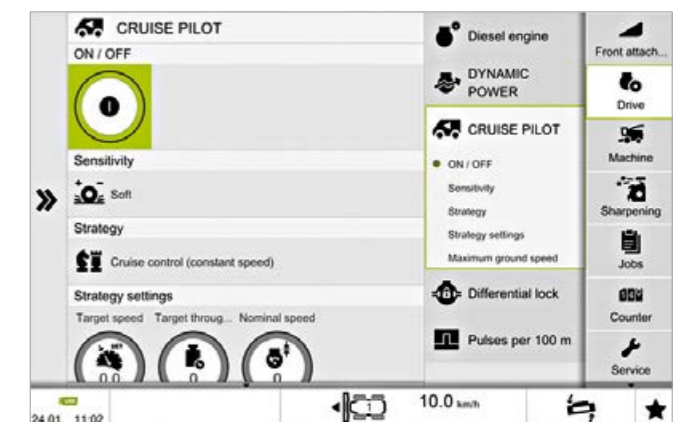 CRUISE PILOT
ON / OFF
Sensitivity
Soft
Strategy
Cruise control (constant speed)
Strategy settings
Target speed Target throug... Nominal speed
0.0 0 0
Diesel engine
DYNAMIC
POWER
CRUISE PILOT
ON / OFF
Sensitivity
Strategy
Strategy settings
Maximum ground speed
Differential lock
Pulses per 100 m
Front attach...
Drive
Machine
Sharpening
Jobs
Counter
Service
24.01 11:02
1
10.0 km/h